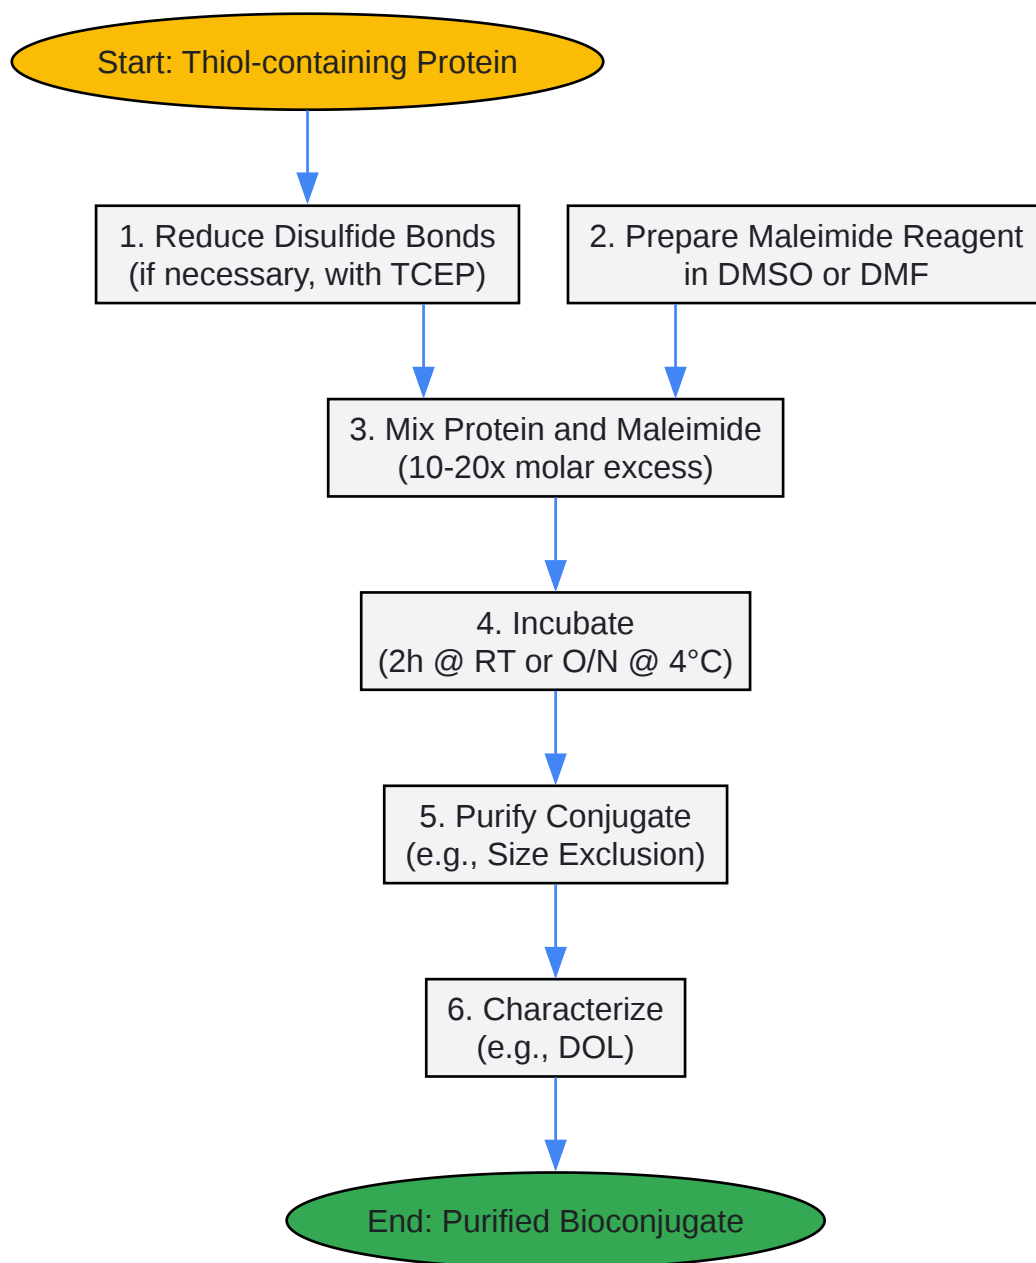 Start: Thiol-containing Protein
1. Reduce Disulfide Bonds
(if necessary, with TCEP)
2. Prepare Maleimide Reagent
in DMSO or DMF
3. Mix Protein and Maleimide
(10-20x molar excess)
4. Incubate
(2h @ RT or O/N @ 4°C)
5. Purify Conjugate
(e.g., Size Exclusion)
6. Characterize
(e.g., DOL)
End: Purified Bioconjugate